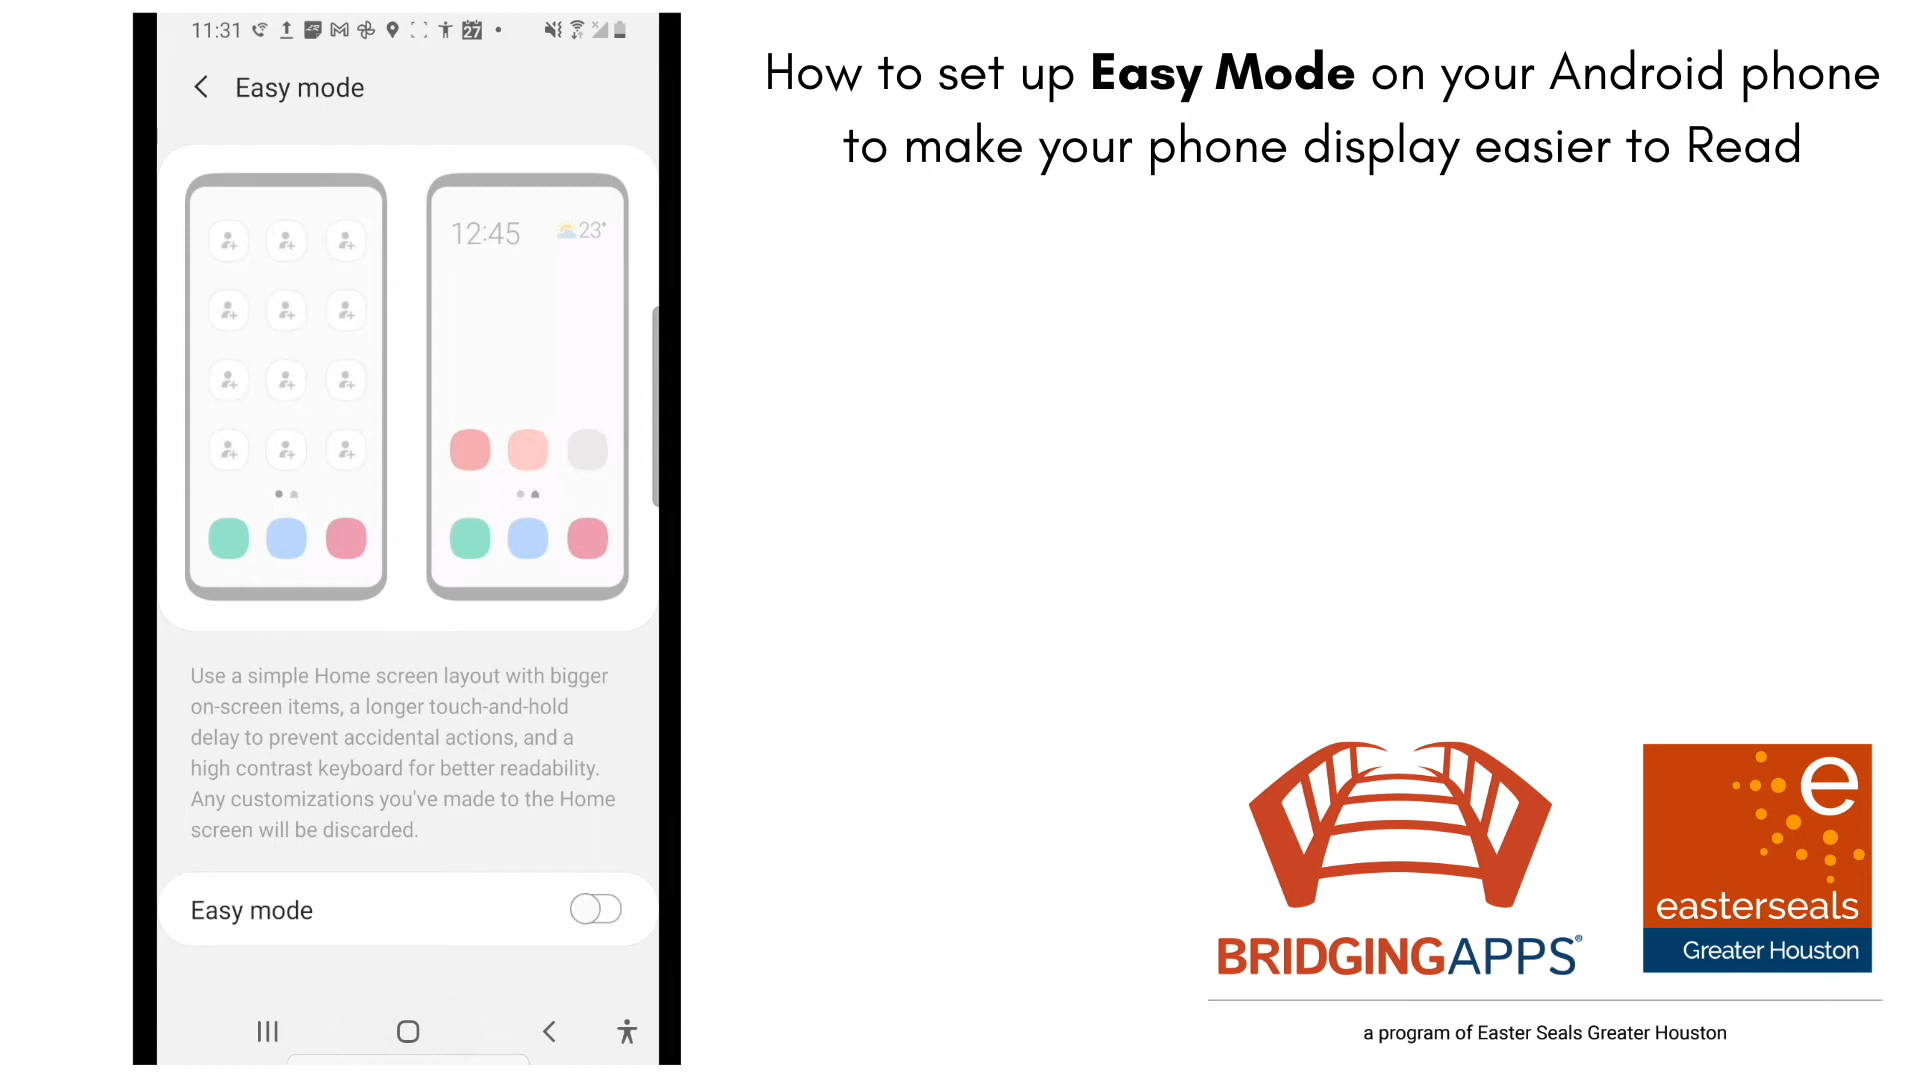 11:31
27
Easy mode
12:45
23°
Use a simple Home screen layout with bigger
on-screen items, a longer touch-and-hold
delay to prevent accidental actions, and a
high contrast keyboard for better readability.
Any customizations you've made to the Home
screen will be discarded.
Easy mode
How to set up Easy Mode on your Android phone
to make your phone display easier to Read
BRIDGINGAPPS®
e
easterseals
Greater Houston
a program of Easter Seals Greater Houston